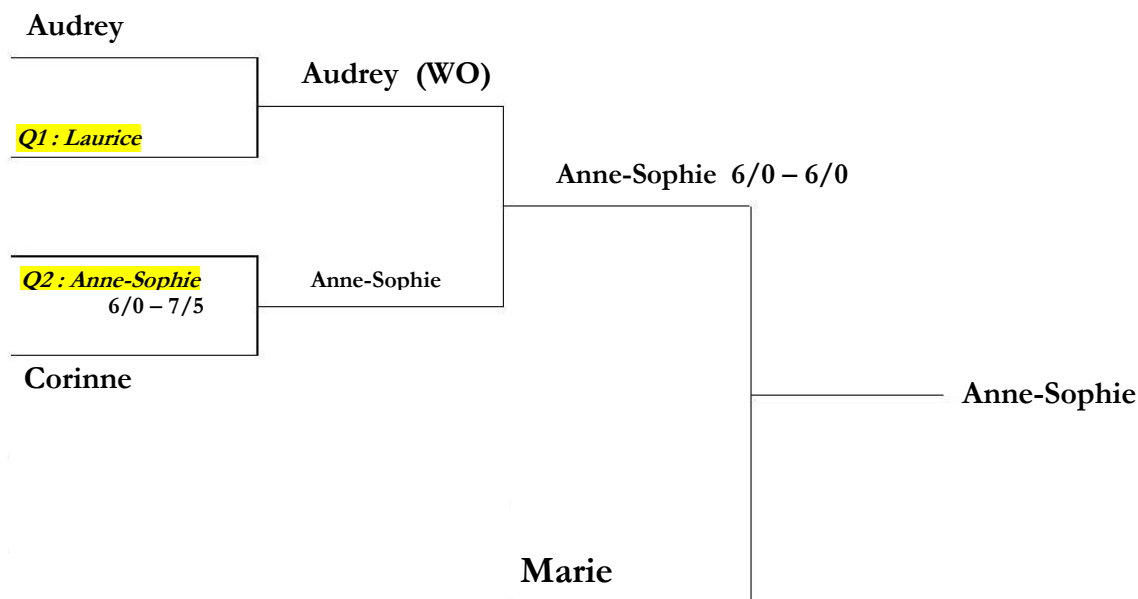 Audrey
Audrey (WO)
Q1 : Laurice
Anne-Sophie 6/0 – 6/0
Q2 : Anne-Sophie
6/0 – 7/5
Anne-Sophie
Corinne
Anne-Sophie
Marie